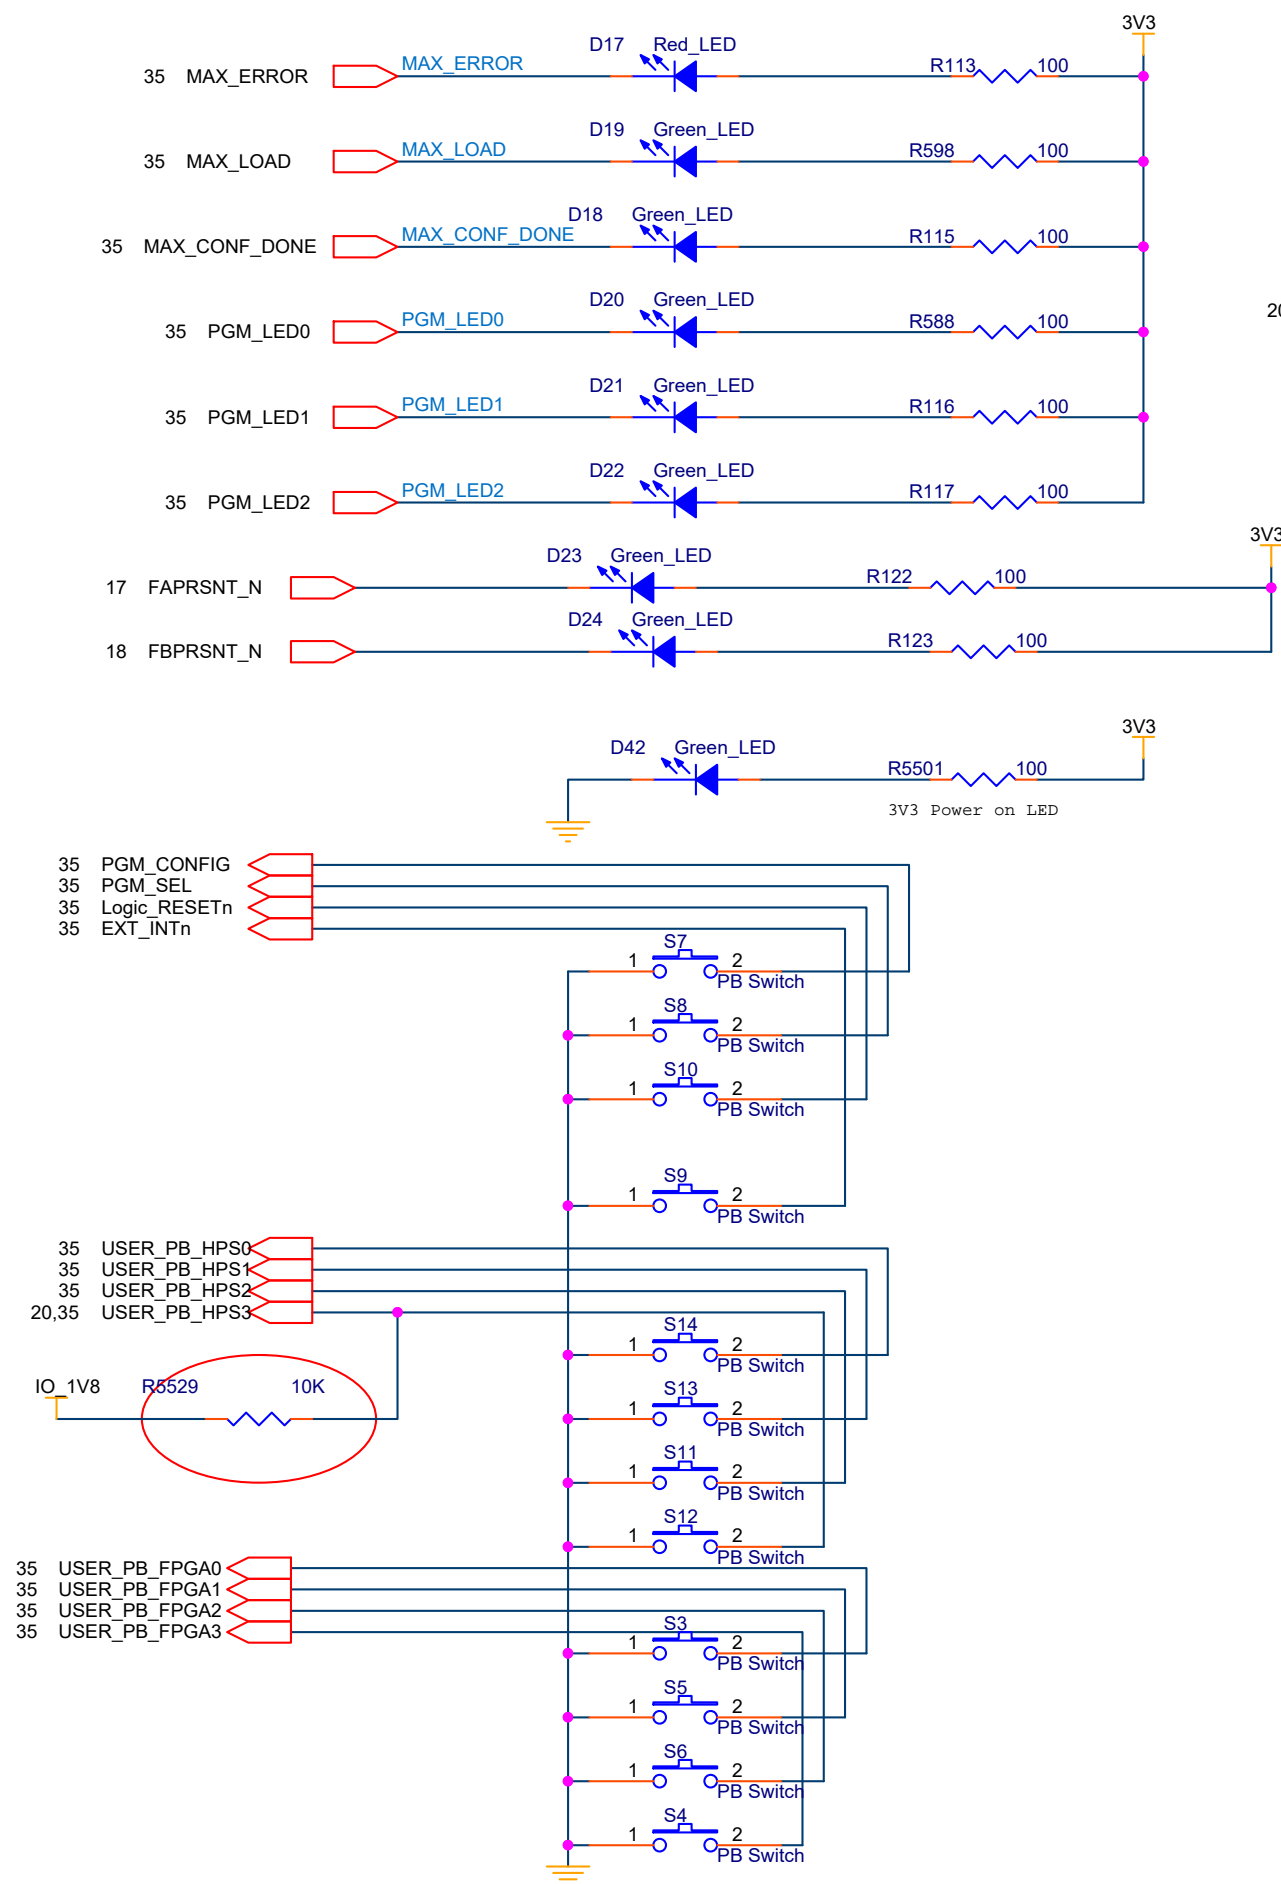 3V3
D17 Red_LED
35 MAX_ERROR MAX_ERROR R113 100
D19 Green_LED
35 MAX_LOAD MAX_LOAD R598 100
D18 Green_LED
35 MAX_CONF_DONE MAX_CONF_DONE R115 100
D20 Green_LED
35 PGM_LED0 PGM_LED0 R588 100
D21 Green_LED
35 PGM_LED1 PGM_LED1 R116 100
D22 Green_LED
35 PGM_LED2 PGM_LED2 R117 100
3V3
D23 Green_LED
17 FAPRSNT_N R122 100
D24 Green_LED
18 FBPRSNT_N R123 100
3V3
D42 Green_LED
R5501 100
3V3 Power on LED
35 PGM_CONFIG
35 PGM_SEL
35 Logic_RESETn
35 EXT_INTn
S7
1 2
PB Switch
S8
1 2
PB Switch
S10
1 2
PB Switch
S9
1 2
PB Switch
35 USER_PB_HPS0
35 USER_PB_HPS1
35 USER_PB_HPS2
20,35 USER_PB_HPS3
S14
1 2
PB Switch
IO_1V8 R5529 10K
S13
1 2
PB Switch
S11
1 2
PB Switch
S12
1 2
PB Switch
35 USER_PB_FPGA0
35 USER_PB_FPGA1
35 USER_PB_FPGA2
35 USER_PB_FPGA3
S3
1 2
PB Switch
S5
1 2
PB Switch
S6
1 2
PB Switch
S4
1 2
PB Switch